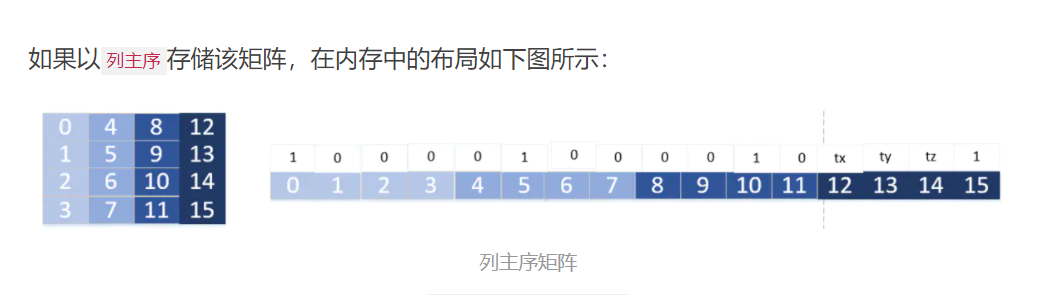 如果以列主序存储该矩阵，在内存中的布局如下图所示：
0 4 8 12
1 5 9 13
2 6 10 14
3 7 11 15
1 0 0 0 0 1 0 0 0 0 1 0 tx ty tz 1
0 1 2 3 4 5 6 7 8 9 10 11 12 13 14 15
列主序矩阵